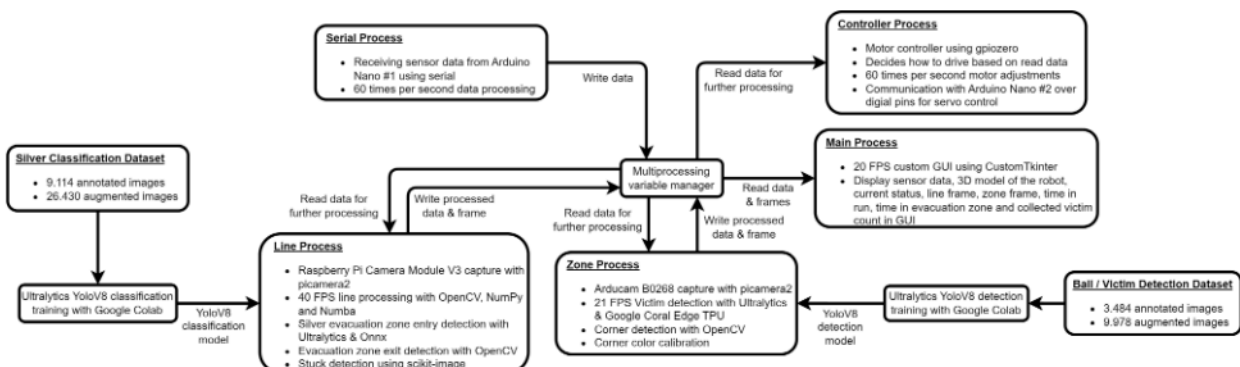 Serial Process
Receiving sensor data from Arduino
Nano #1 using serial
60 times per second data processing
Write data
Read data for
further processing
Controller Process
Motor controller using gpiozero
Decides how to drive based on read data
60 times per second motor adjustments
Communication with Arduino Nano #2 over
digial pins for servo control
Silver Classification Dataset
9.114 annotated images
26.430 augmented images
Multiprocessing
variable manager
Main Process
20 FPS custom GUI using CustomTkinter
Display sensor data, 3D model of the robot,
current status, line frame, zone frame, time in
run, time in evacuation zone and collected victim
count in GUI
Read data
& frames
Read data for
further processing
Write processed
data & frame
Read data for
further processing
Write processed
data & frame
Ultralytics YoloV8 classification
training with Google Colab
YoloV8
classification
model
Line Process
Raspberry Pi Camera Module V3 capture with
picamera2
40 FPS line processing with OpenCV, NumPy
and Numba
Silver evacuation zone entry detection with
Ultralytics & Onnx
Evacuation zone exit detection with OpenCV
Stuck detection using scikit-image
Zone Process
Arducam B0268 capture with picamera2
21 FPS Victim detection with Ultralytics
& Google Coral Edge TPU
Corner detection with OpenCV
Corner color calibration
YoloV8
detection
model
Ultralytics YoloV8 detection
training with Google Colab
Ball / Victim Detection Dataset
3.484 annotated images
9.978 augmented images